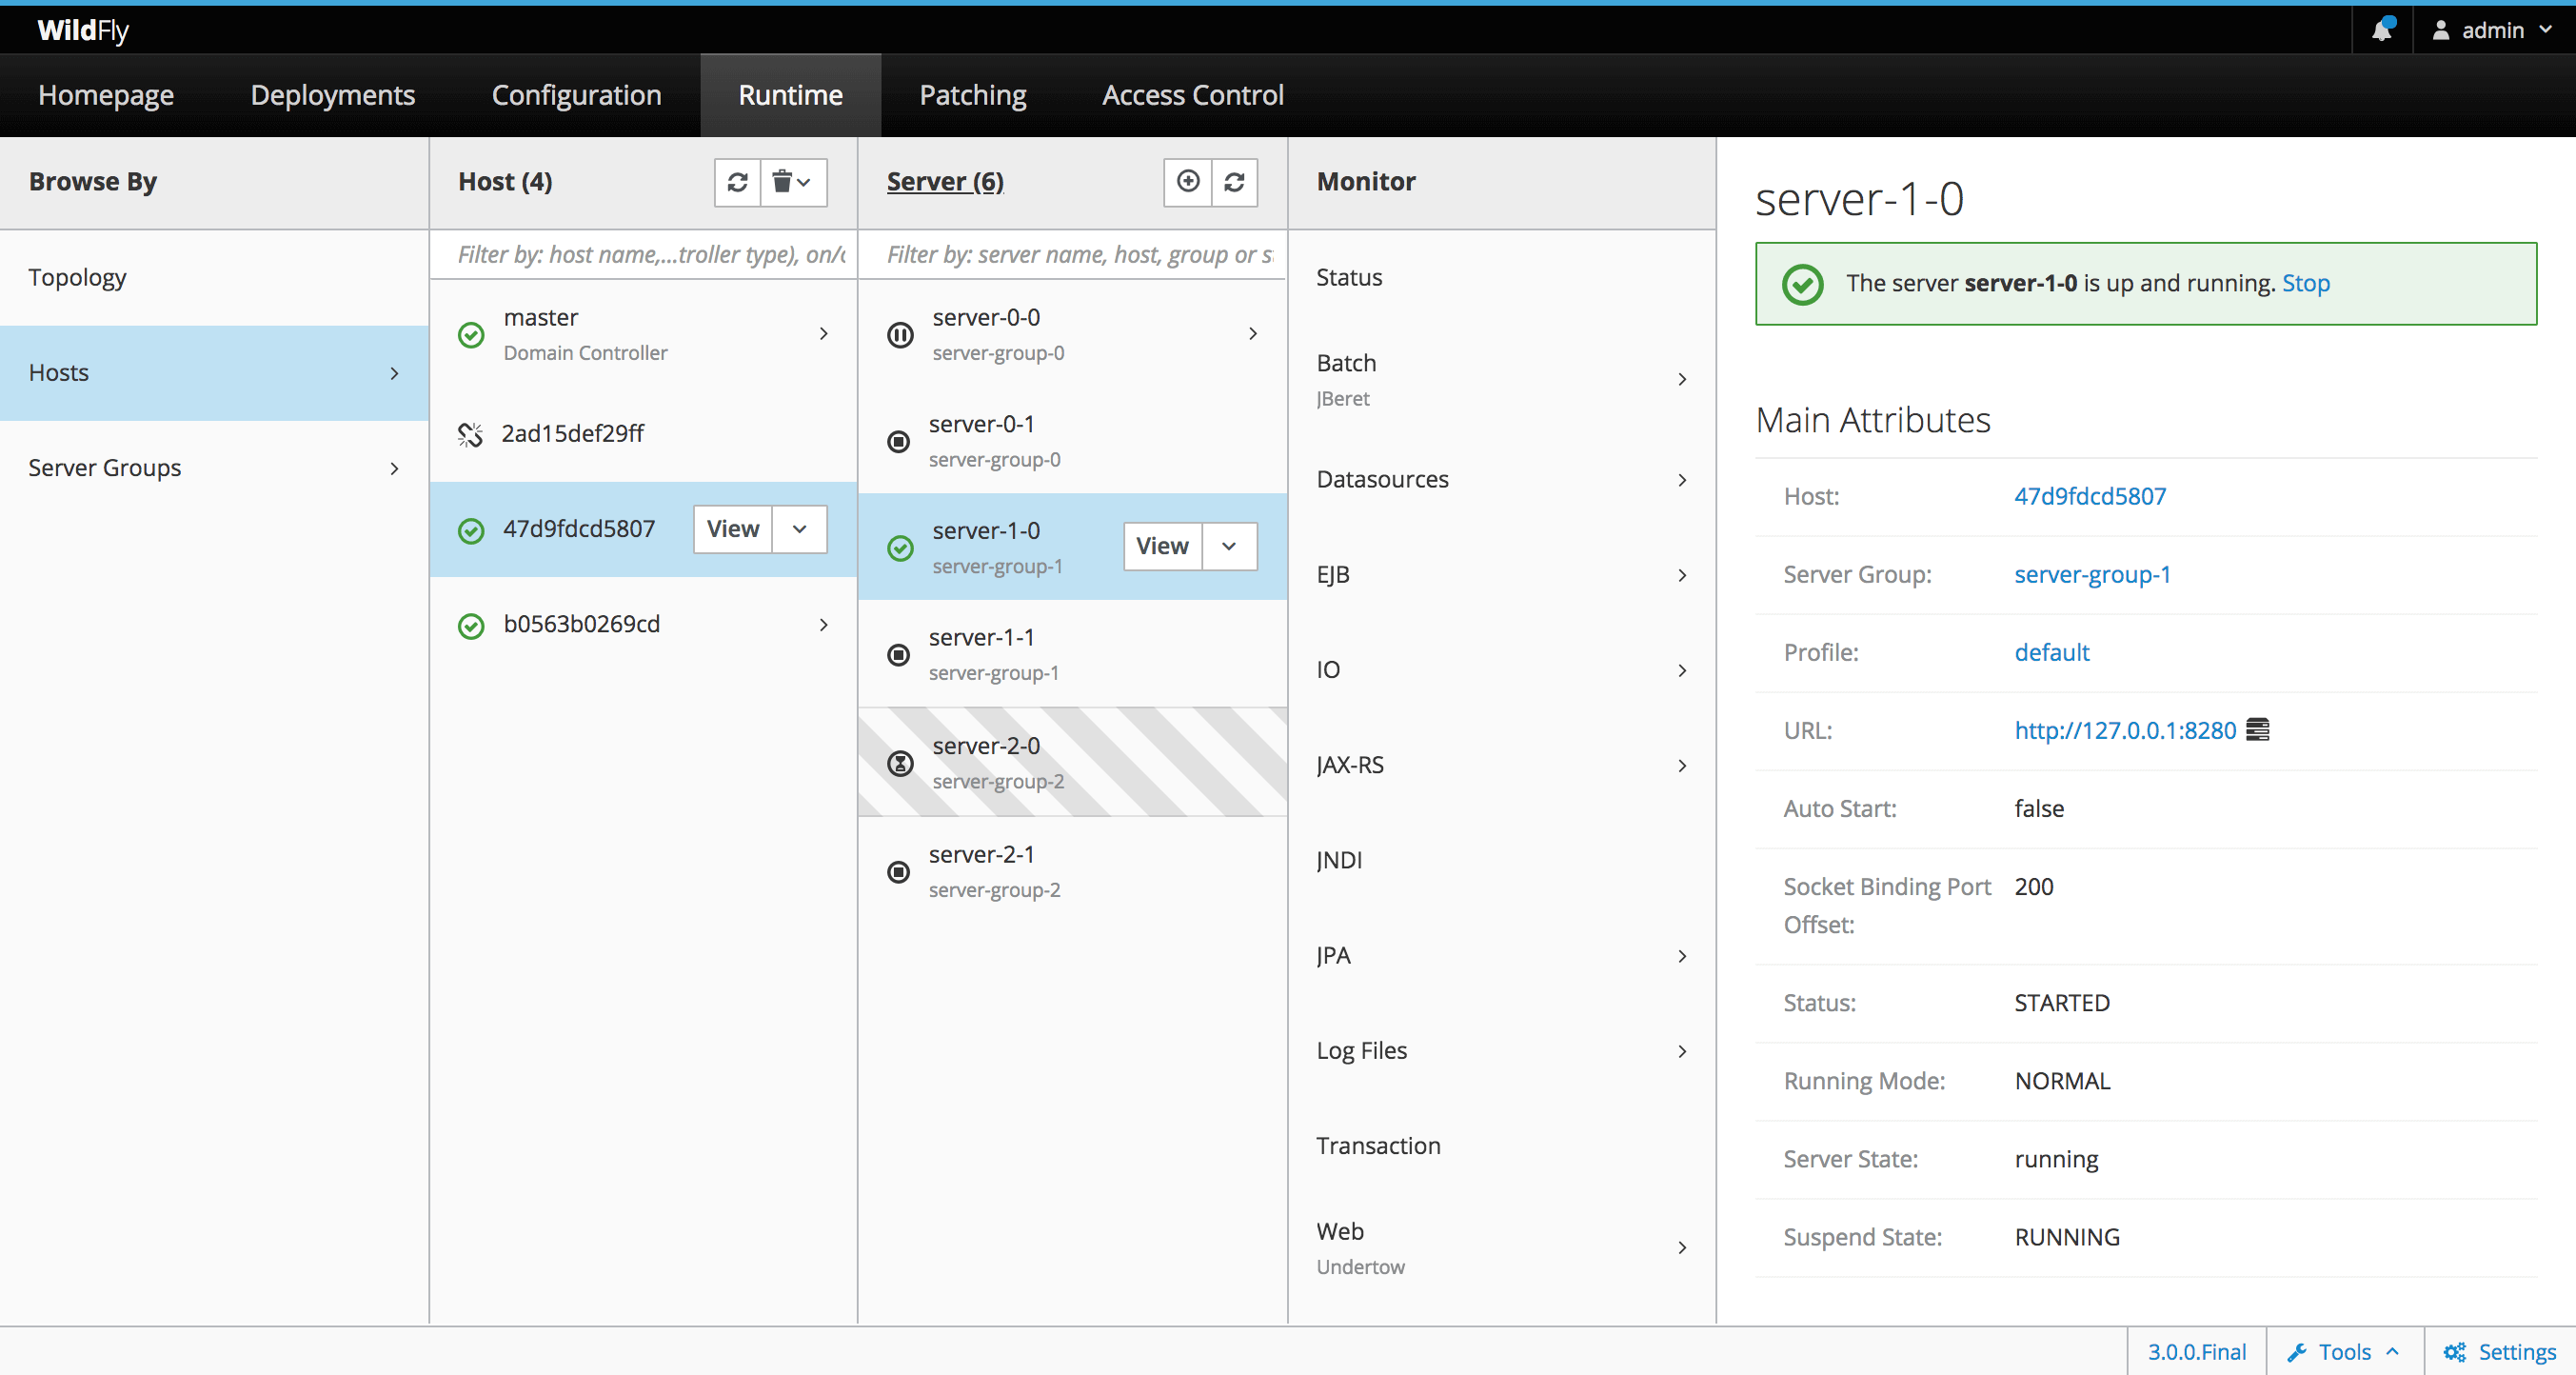 WildFly
admin
Homepage Deployments Configuration Runtime Patching Access Control
Browse By
Topology
Hosts
Server Groups
Host (4)
Filter by: host name,...troller type), on/
master
Domain Controller
2ad15def29ff
47d9fdcd5807 View
b0563b0269cd
Server (6)
Filter by: server name, host, group or s
server-0-0
server-group-0
server-0-1
server-group-0
server-1-0
server-group-1
View
server-1-1
server-group-1
server-2-0
server-group-2
server-2-1
server-group-2
Monitor
Status
Batch
JBeret
Datasources
EJB
IO
JAX-RS
JNDI
JPA
Log Files
Transaction
Web
Undertow
server-1-0
The server server-1-0 is up and running. Stop
Main Attributes
Host: 47d9fdcd5807
Server Group: server-group-1
Profile: default
URL: http://127.0.0.1:8280
Auto Start: false
Socket Binding Port 200
Offset:
Status: STARTED
Running Mode: NORMAL
Server State: running
Suspend State: RUNNING
3.0.0.Final Tools Settings